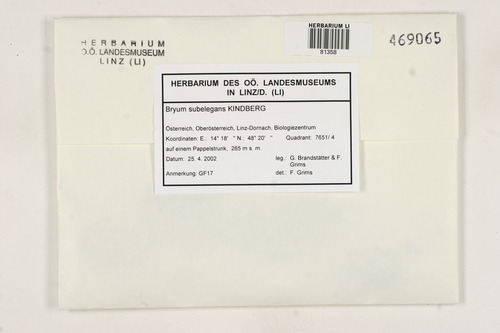 HERBARIUM
O.Ö. LANDESMUSEUM
LINZ (LI)
HERBARIUM LI
81358
469065
HERBARIUM DES OÖ. LANDESMUSEUMS
IN LINZ/D. (LI)
Bryum subelegans KINDBERG
Österreich, Oberösterreich, Linz-Dornach, Biologiezentrum
Koordinaten: E.: 14° 18' " N.: 48° 20' " Quadrant: 7651/ 4
auf einem Pappelstrunk, 265 m s. m.
Datum: 25. 4. 2002 leg.: G. Brandstätter & F.
Grims
Anmerkung: GF17 det.: F. Grims